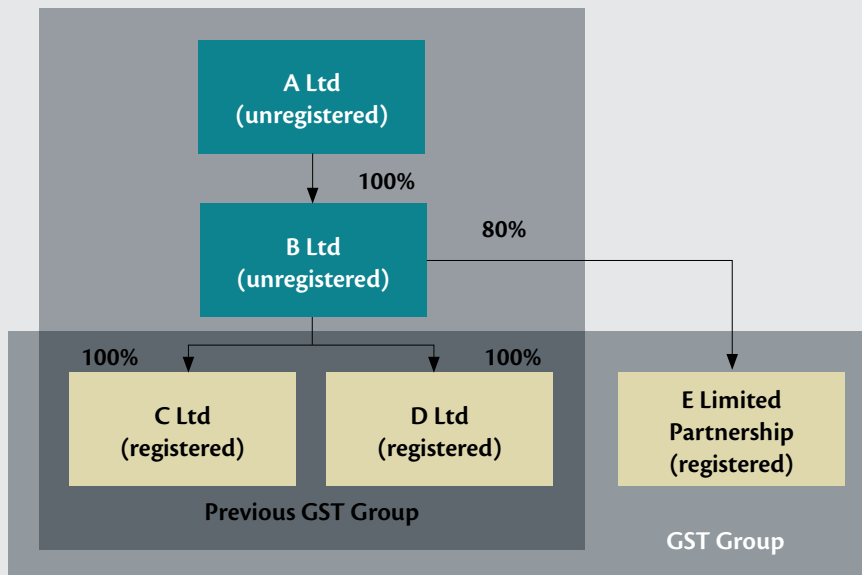 A Ltd
(unregistered)
100%
B Ltd
(unregistered)
80%
100%
100%
C Ltd
(registered)
D Ltd
(registered)
E Limited
Partnership
(registered)
Previous GST Group
GST Group